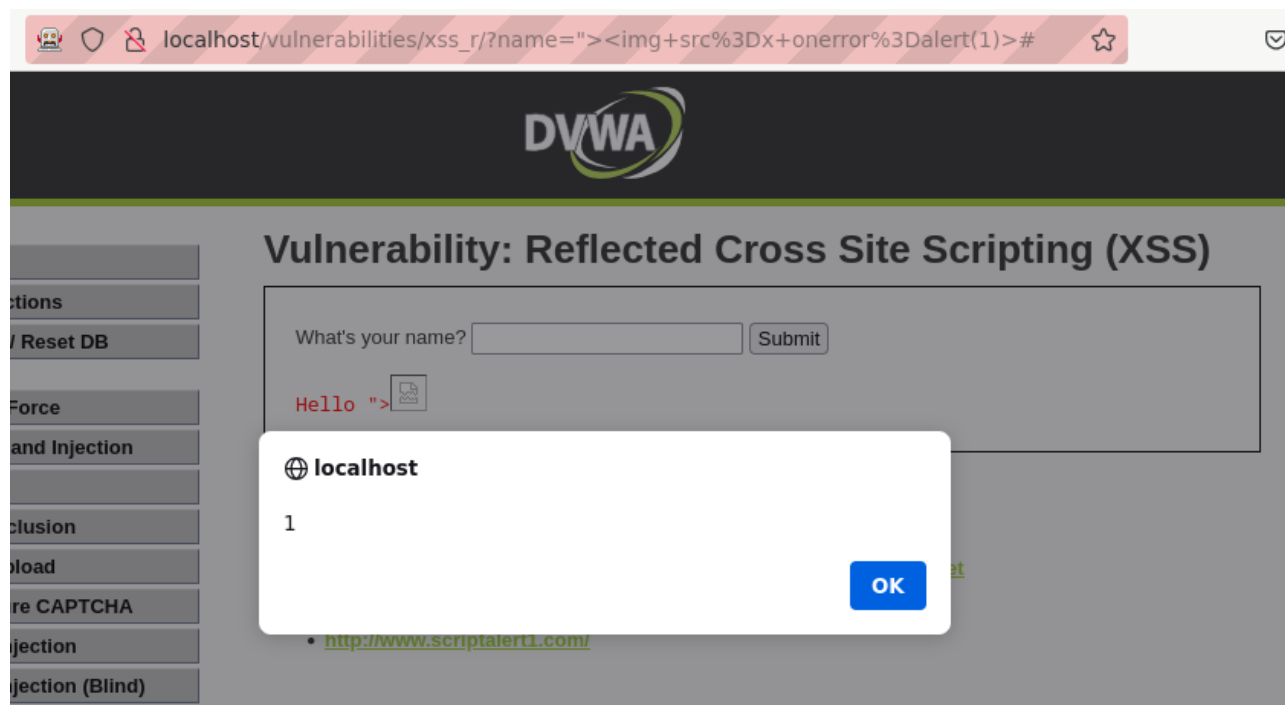 localhost/vulnerabilities/xss_r/?name="><img+src%3Dx+onerror%3Dalert(1)>#
DVWA
Vulnerability: Reflected Cross Site Scripting (XSS)
ctions
/ Reset DB
Force
and Injection
clusion
pload
re CAPTCHA
jection
jection (Blind)
What's your name? Submit
Hello ">
localhost
1
OK
et
• http://www.scriptalert1.com/